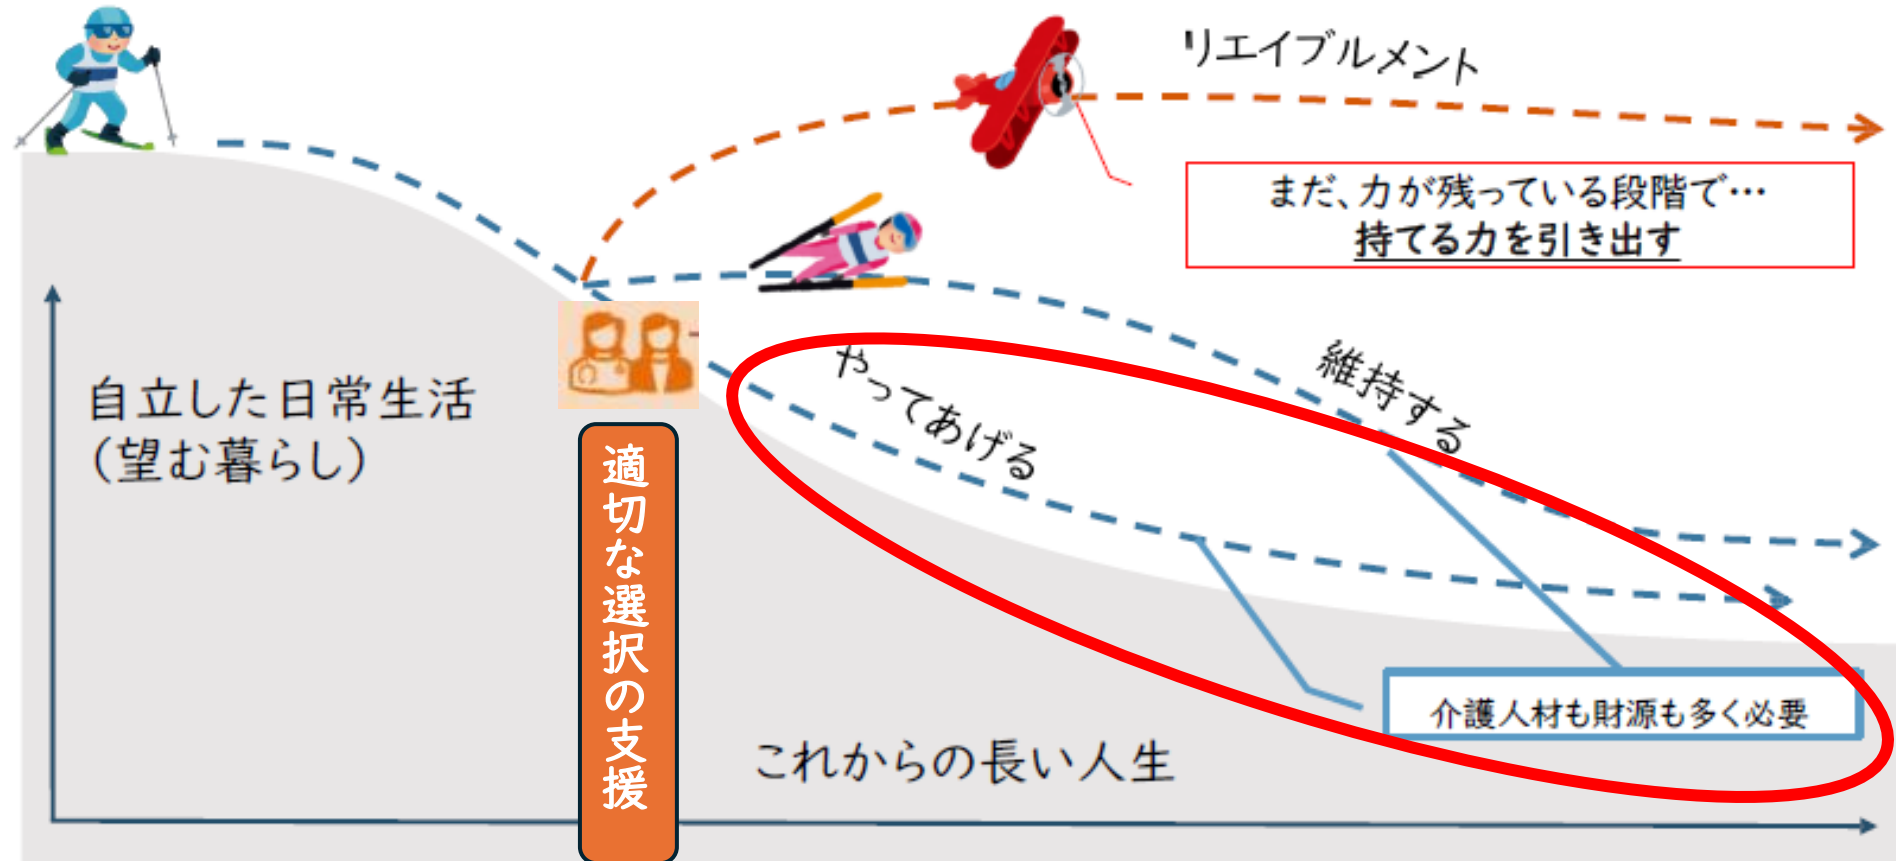 リエイブルメント
まだ、力が残っている段階で…
持てる力を引き出す
やってあげる
維持する
自立した日常生活
（望む暮らし）
適切な選択の支援
介護人材も財源も多く必要
これからの長い人生